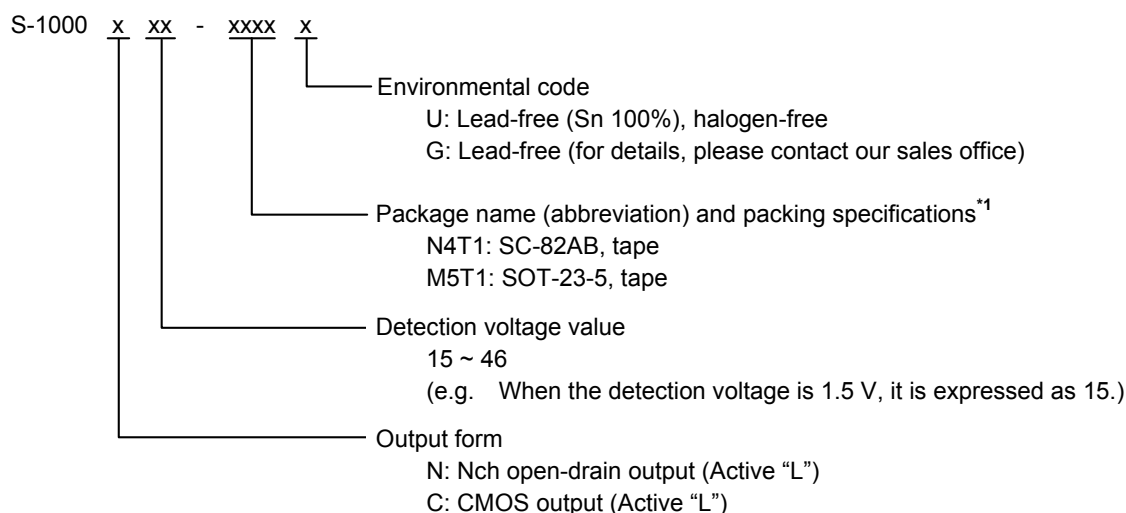 S-1000 x xx - xxxx x
Environmental code
U: Lead-free (Sn 100%), halogen-free
G: Lead-free (for details, please contact our sales office)
Package name (abbreviation) and packing specifications*1
N4T1: SC-82AB, tape
M5T1: SOT-23-5, tape
Detection voltage value
15 ~ 46
(e.g. When the detection voltage is 1.5 V, it is expressed as 15.)
Output form
N: Nch open-drain output (Active “L”)
C: CMOS output (Active “L”)